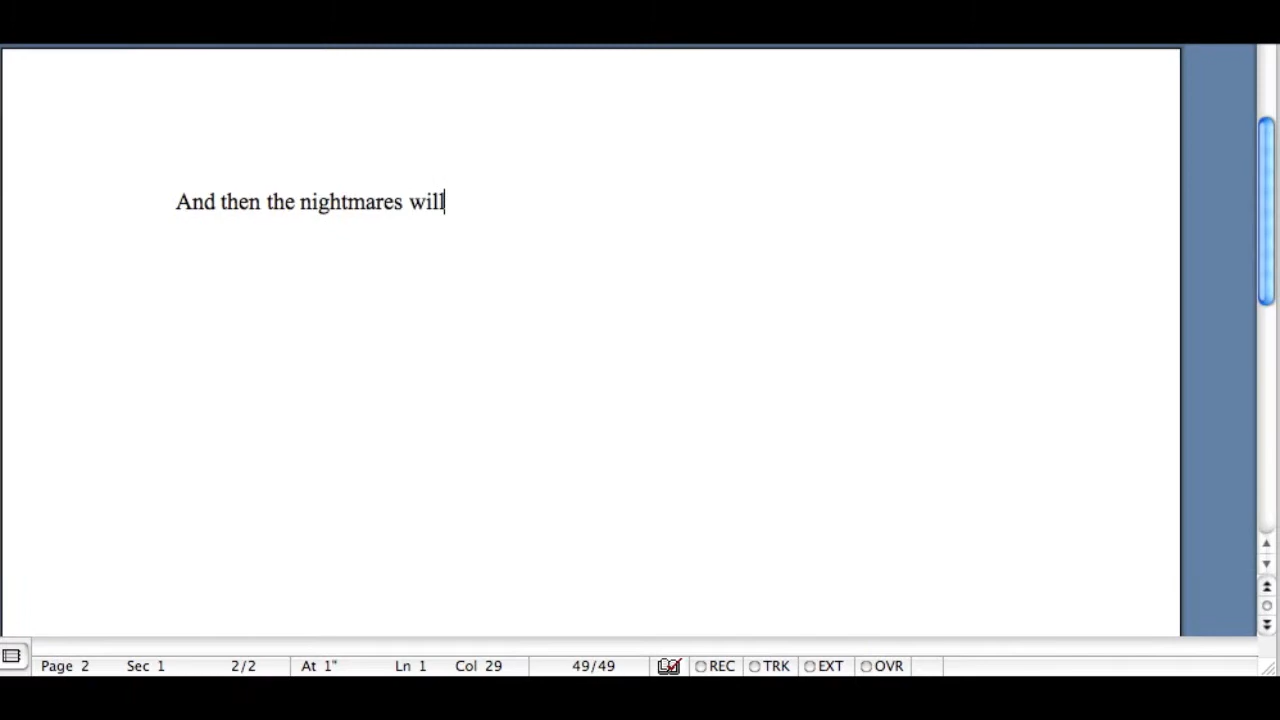 And then the nightmares will
Page 2 Sec 1 2/2 At 1" Ln 1 Col 29 49/49 REC TRK EXT OVR